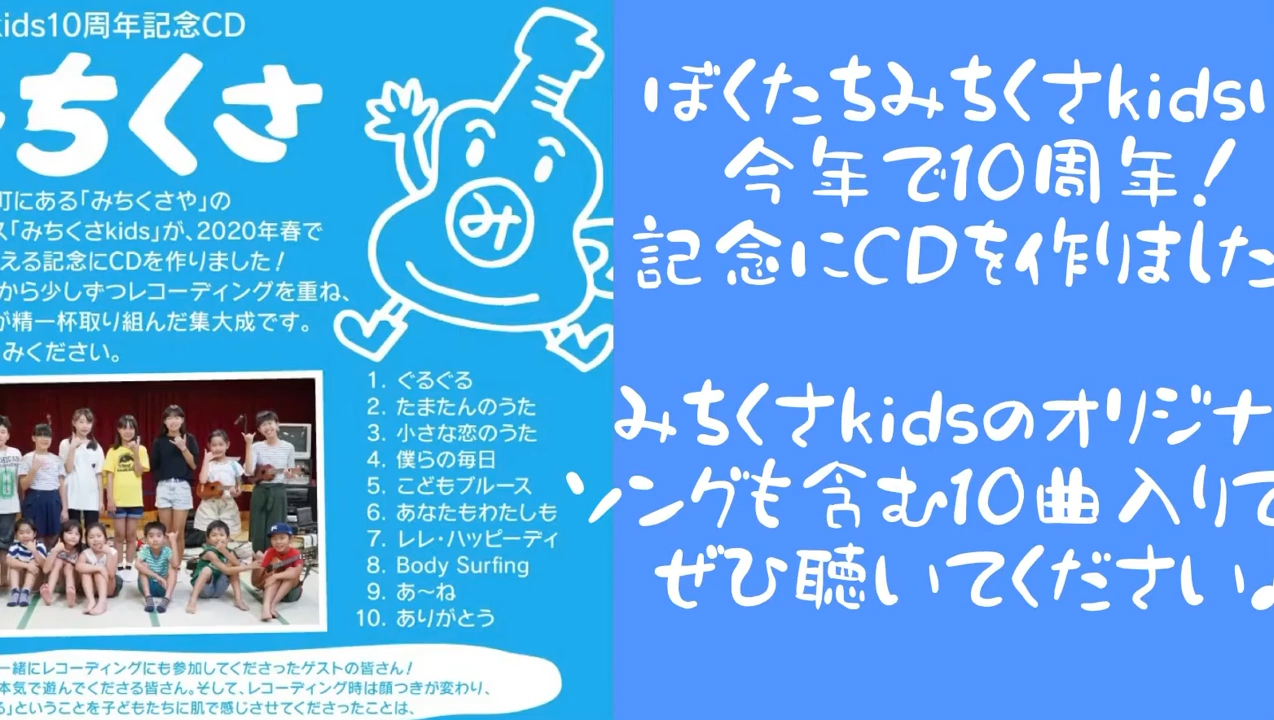 kids10周年記念CD
みちくさ
町にある「みちくさや」の
ス「みちくさkids」が、2020年春で
える記念にCDを作りました!
から少しずつレコーディングを重ね、
が精一杯取り組んだ集大成です。
みください。
み
1. ぐるぐる
2. たまたんのうた
3. 小さな恋のうた
4. 僕らの毎日
5. こどもブルース
6. あなたもわたしも
7. レレ・ハッピーディ
8. Body Surfing
9. あ〜ね
10. ありがとう
一緒にレコーディングにも参加してくださったゲストの皆さん!
本気で遊んでくださる皆さん。そして、レコーディング時は顔つきが変わり、
る」ということを子どもたちに肌で感じさせてくださったことは、
ぼくたちみちくさkidsは
今年で10周年!
記念にCDを作りました
みちくさkidsのオリジナ
ソングも含む10曲入りで
ぜひ聴いてください♪